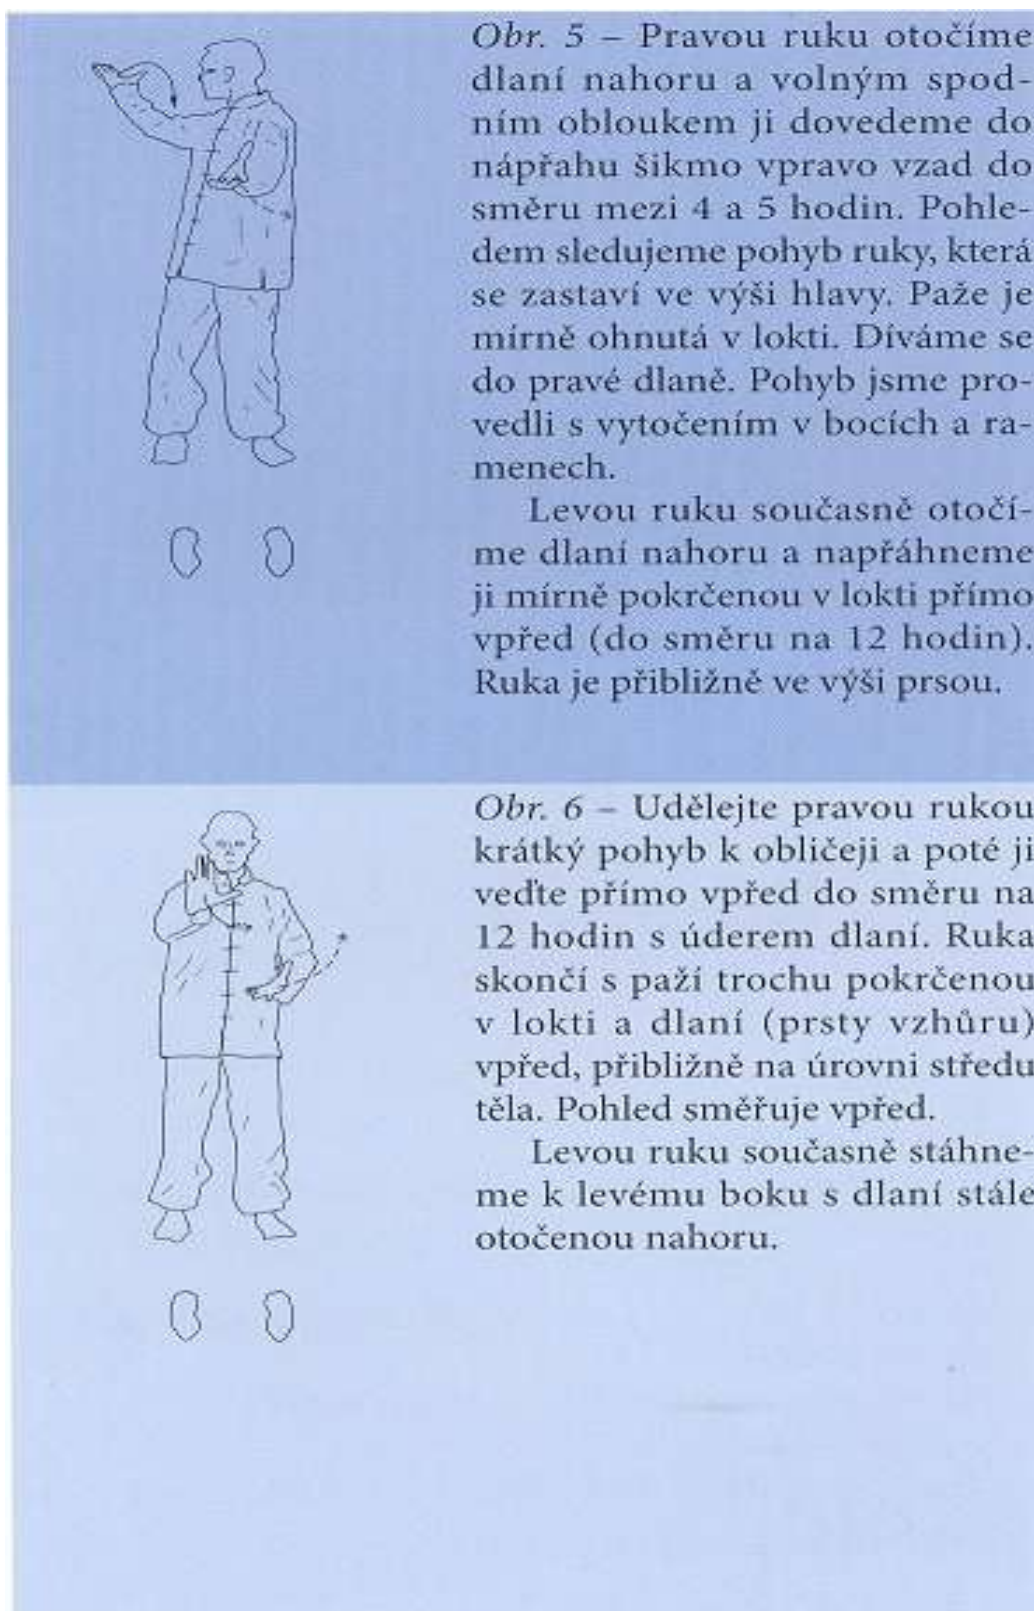 Obr. 5 – Pravou ruku otočíme
dlaní nahoru a volným spod-
ním obloukem ji dovedeme do
nápřahu šikmo vpravo vzad do
směru mezi 4 a 5 hodin. Pohle-
dem sledujeme pohyb ruky, která
se zastaví ve výši hlavy. Paže je
mírně ohnutá v lokti. Díváme se
do pravé dlaně. Pohyb jsme pro-
vedli s vytočením v bocích a ra-
menech.
Levou ruku současně otočí-
me dlaní nahoru a napřáhneme
ji mírně pokrčenou v lokti přímo
vpřed (do směru na 12 hodin).
Ruka je přibližně ve výši prsou.
Obr. 6 – Udělejte pravou rukou
krátký pohyb k obličeji a poté ji
veďte přímo vpřed do směru na
12 hodin s úderem dlaní. Ruka
skončí s paží trochu pokrčenou
v lokti a dlaní (prsty vzhůru)
vpřed, přibližně na úrovni středu
těla. Pohled směřuje vpřed.
Levou ruku současně stáhne-
me k levému boku s dlaní stále
otočenou nahoru.